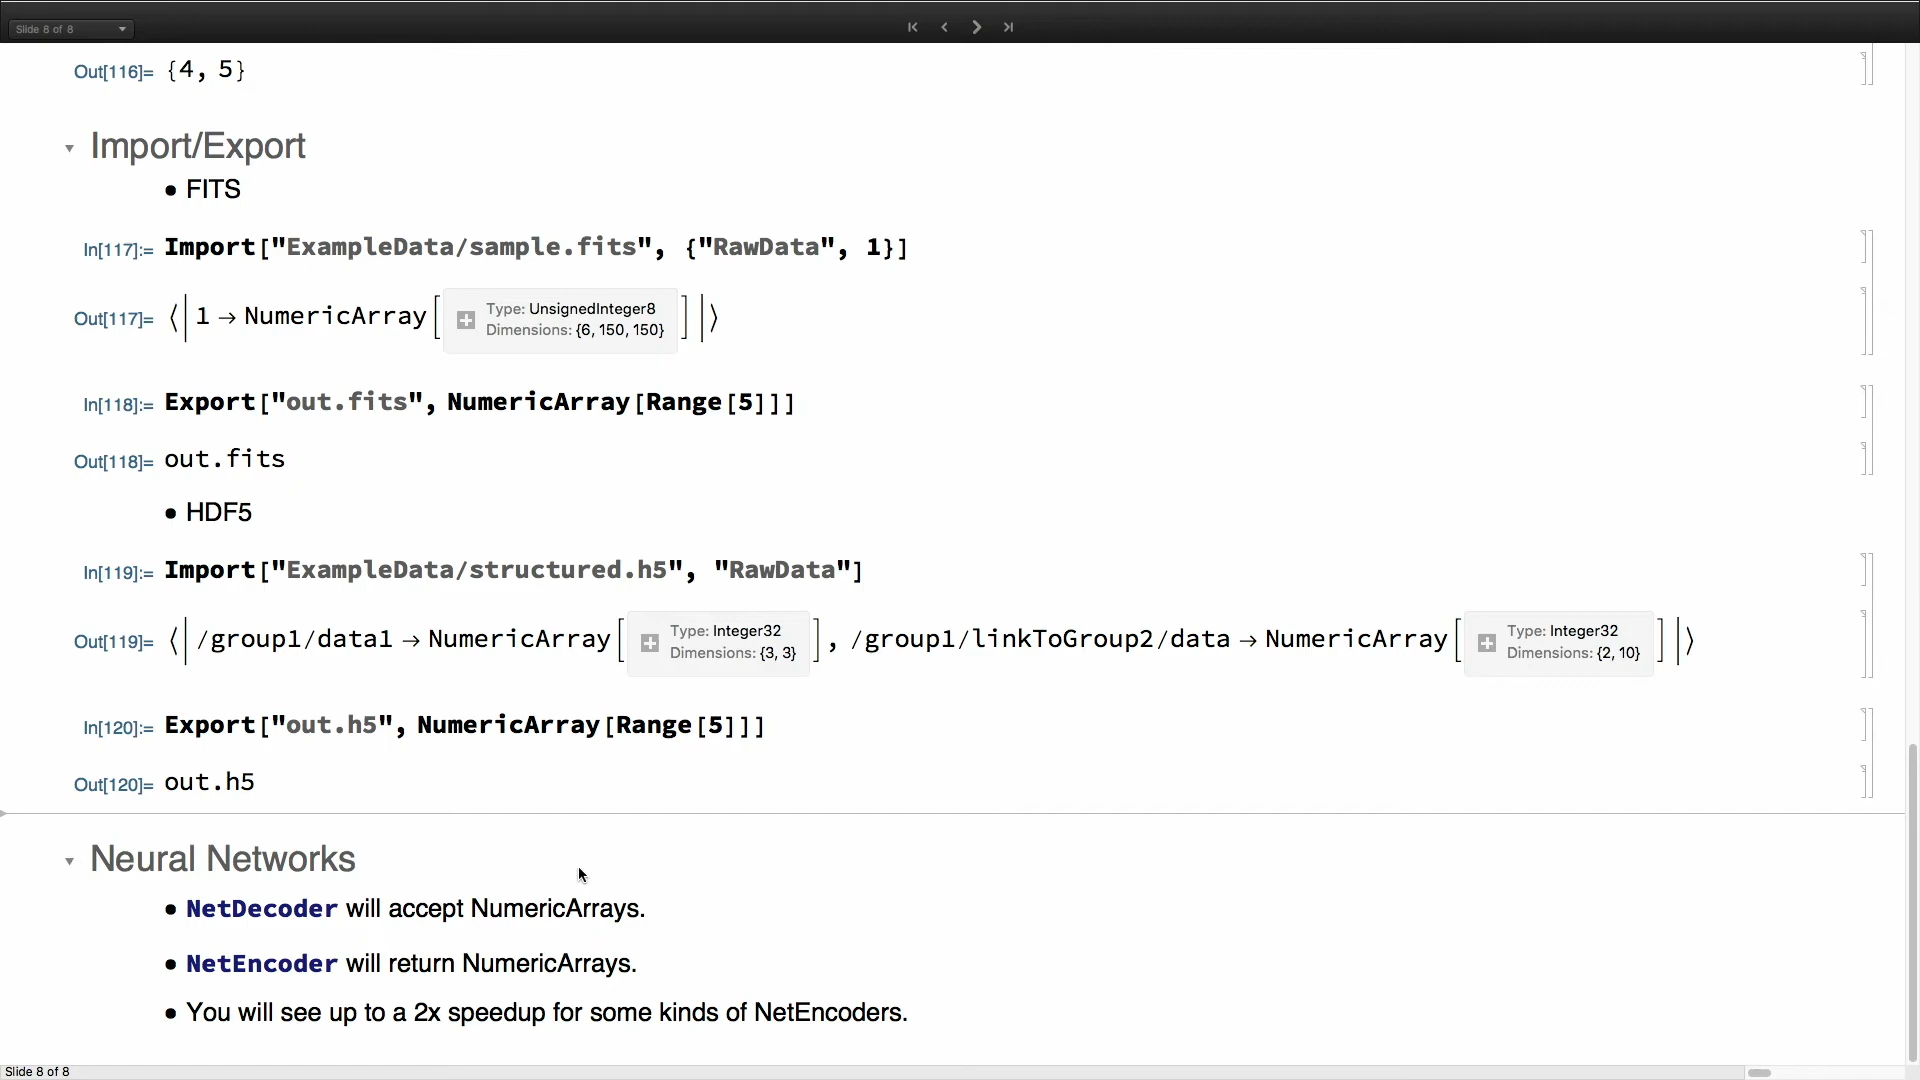 Slide 8 of 8
Out[116]= {4, 5}
Import/Export
• FITS
In[117]:= Import["ExampleData/sample.fits", {"RawData", 1}]
Out[117]= ⟨|1 → NumericArray[Type: UnsignedInteger8 Dimensions: {6, 150, 150}]|⟩
In[118]:= Export["out.fits", NumericArray[Range[5]]]
Out[118]= out.fits
• HDF5
In[119]:= Import["ExampleData/structured.h5", "RawData"]
Out[119]= ⟨|/group1/data1 → NumericArray[Type: Integer32 Dimensions: {3, 3}], /group1/linkToGroup2/data → NumericArray[Type: Integer32 Dimensions: {2, 10}]|⟩
In[120]:= Export["out.h5", NumericArray[Range[5]]]
Out[120]= out.h5
Neural Networks
• NetDecoder will accept NumericArrays.
• NetEncoder will return NumericArrays.
• You will see up to a 2x speedup for some kinds of NetEncoders.
Slide 8 of 8